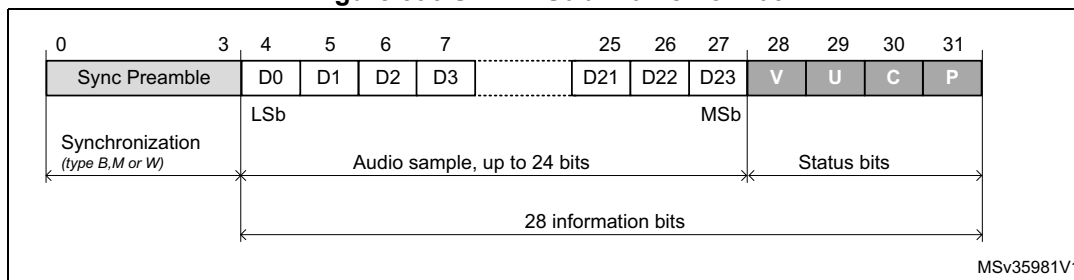 0 3 4 5 6 7 25 26 27 28 29 30 31
Sync Preamble D0 D1 D2 D3 D21 D22 D23 V U C P
LSb MSb
Synchronization
(type B,M or W) Audio sample, up to 24 bits Status bits
28 information bits
MSv35981V1